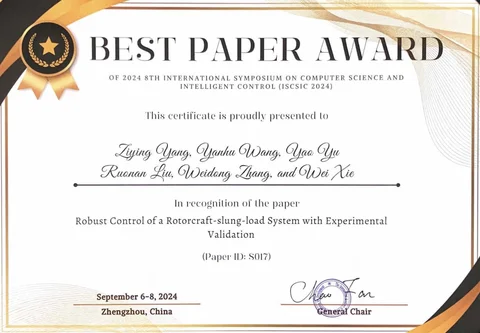 BEST PAPER AWARD
OF 2024 8TH INTERNATIONAL SYMPOSIUM ON COMPUTER SCIENCE AND
INTELLIGENT CONTROL (ISCSIC 2024)
This certificate is proudly presented to
Ziying Yang, Yanhu Wang, Yao Yu
Ruonan Liu, Weidong Zhang, and Wei Xie
In recognition of the paper
Robust Control of a Rotorcraft-slung-load System with Experimental
Validation
(Paper ID: S017)
September 6-8, 2024
Zhengzhou, China
General Chair